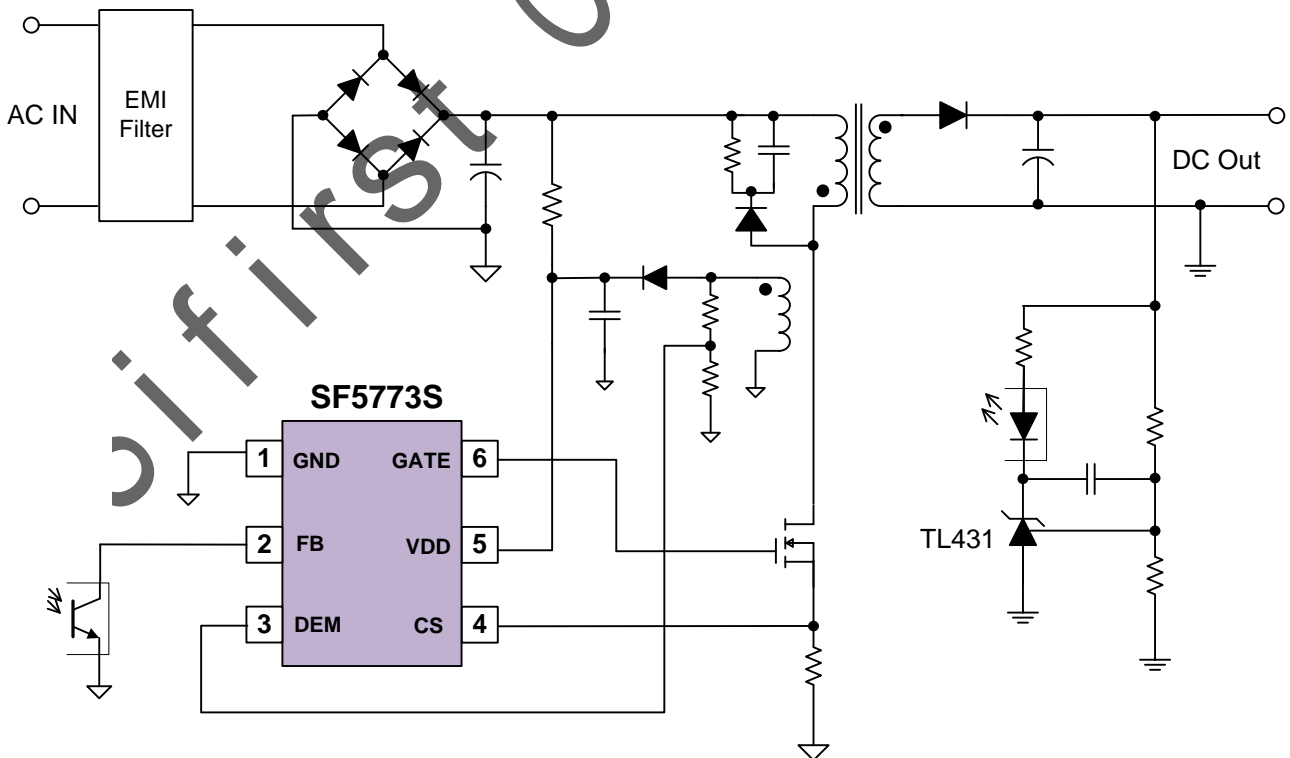 AC IN
EMI
Filter
DC Out
SF5773S
1 GND
GATE 6
2 FB
VDD 5
3 DEM
CS 4
TL431
ifirst